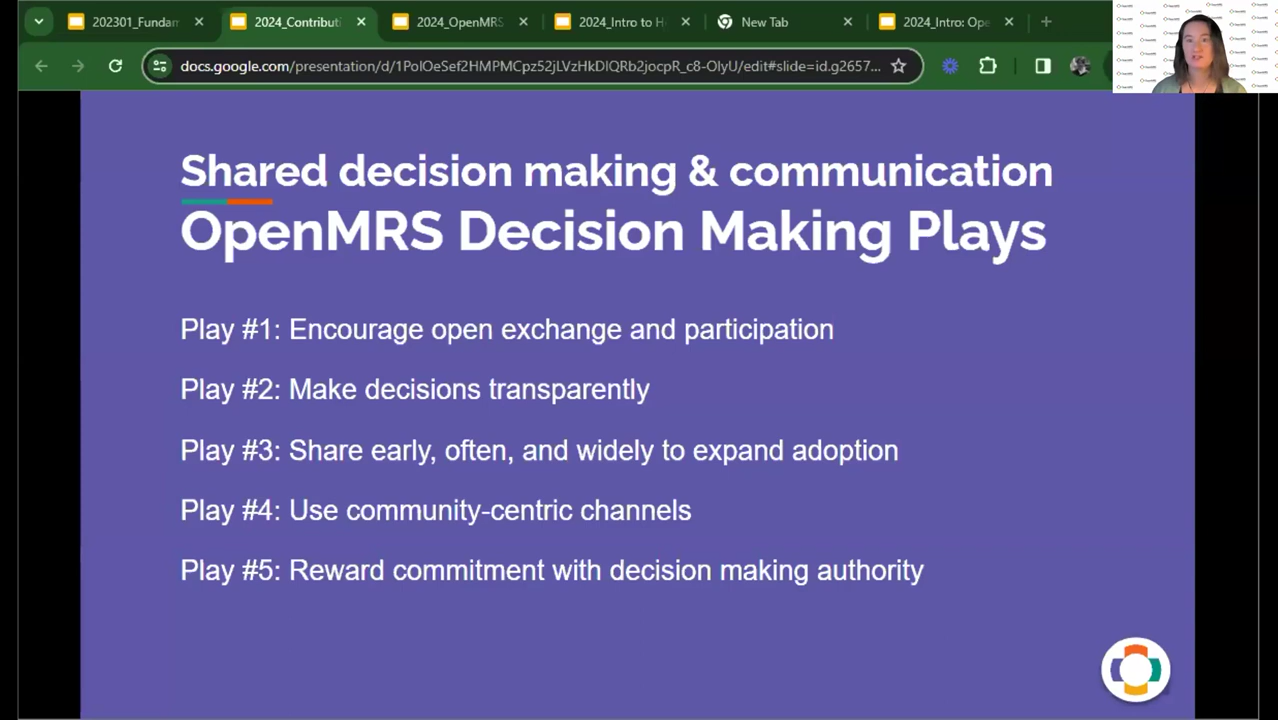 202301_Fundam
2024_Contributi
2024_OpenMRS
2024_Intro to H
New Tab
2024_Intro: Ope
docs.google.com/presentation/d/1PolOeSef2HMPMCpz52jLVzHkDlQRb2jocpR_c8-OlyU/edit#slide=id.g2657...
Shared decision making & communication
OpenMRS Decision Making Plays
Play #1: Encourage open exchange and participation
Play #2: Make decisions transparently
Play #3: Share early, often, and widely to expand adoption
Play #4: Use community-centric channels
Play #5: Reward commitment with decision making authority